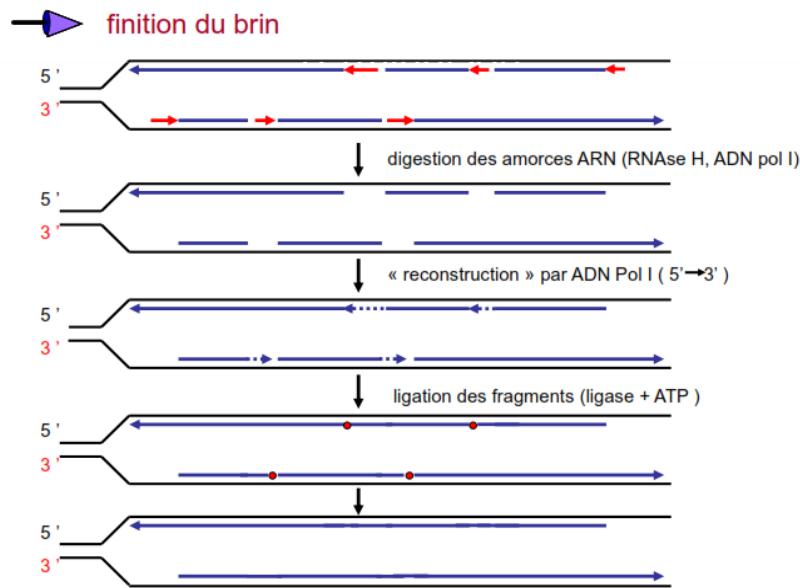 finition du brin
5 ’
3 ’
digestion des amorces ARN (RNAse H, ADN pol I)
5 ’
3 ’
« reconstruction » par ADN Pol I ( 5’→3’ )
5 ’
3 ’
ligation des fragments (ligase + ATP )
5 ’
3 ’
5 ’
3 ’